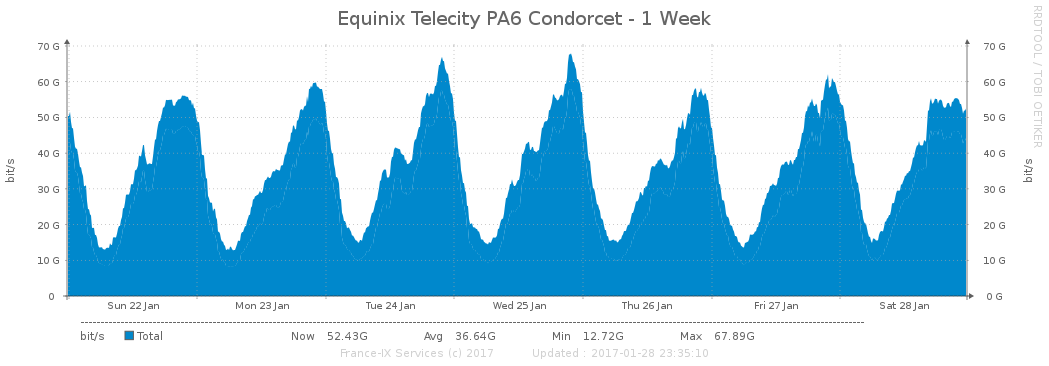 Equinix Telecity PA6 Condorcet - 1 Week
RRDTOOL / TOBI OETIKER
bit/s
70 G
60 G
50 G
40 G
30 G
20 G
10 G
0
70 G
60 G
50 G
40 G
30 G
20 G
10 G
0 G
bit/s
Sun 22 Jan Mon 23 Jan Tue 24 Jan Wed 25 Jan Thu 26 Jan Fri 27 Jan Sat 28 Jan
bit/s Total Now 52.43G Avg 36.64G Min 12.72G Max 67.89G
France-IX Services (c) 2017 Updated : 2017-01-28 23:35:10